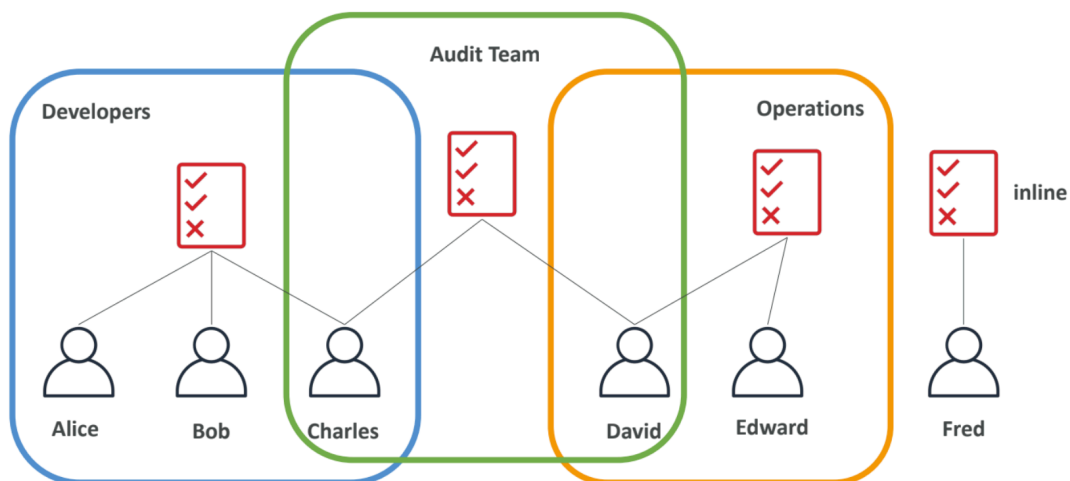 Audit Team
Developers
Operations
inline
Alice
Bob
Charles
David
Edward
Fred